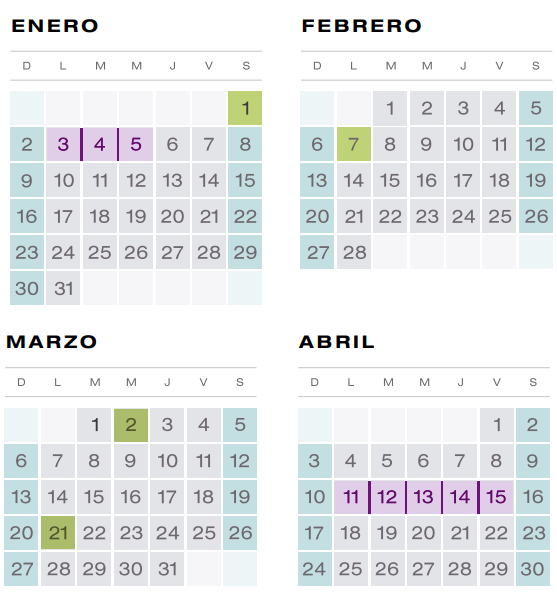 ENERO
D L M M J V S
1
2 3 4 5 6 7 8
9 10 11 12 13 14 15
16 17 18 19 20 21 22
23 24 25 26 27 28 29
30 31
FEBRERO
D L M M J V S
1 2 3 4 5
6 7 8 9 10 11 12
13 14 15 16 17 18 19
20 21 22 23 24 25 26
27 28
MARZO
D L M M J V S
1 2 3 4 5
6 7 8 9 10 11 12
13 14 15 16 17 18 19
20 21 22 23 24 25 26
27 28 29 30 31
ABRIL
D L M M J V S
1 2
3 4 5 6 7 8 9
10 11 12 13 14 15 16
17 18 19 20 21 22 23
24 25 26 27 28 29 30